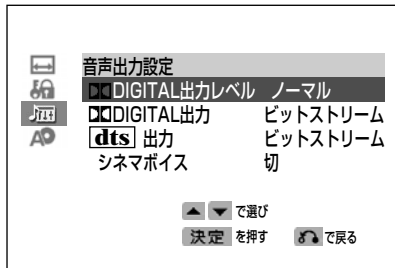 音声出力設定
DIGITAL出力レベル ノーマル
DIGITAL出力 ビットストリーム
dts 出力 ビットストリーム
シネマボイス 切
▲ ▼ で選び
決定 を押す で戻る